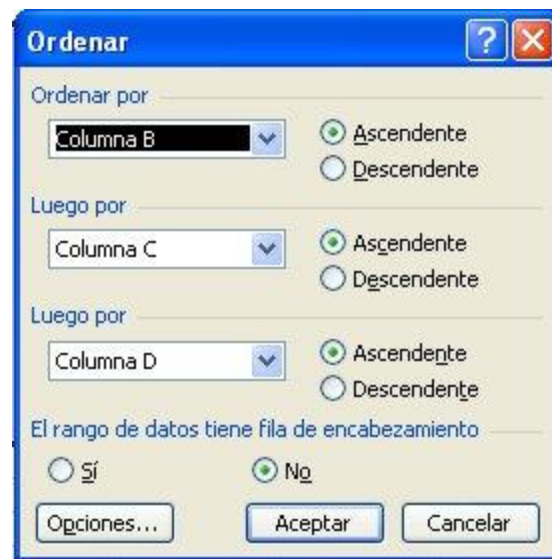 Ordenar
Ordenar por
Columna B
Ascendente
Descendente
Luego por
Columna C
Ascendente
Descendente
Luego por
Columna D
Ascendente
Descendente
El rango de datos tiene fila de encabezamiento
Sí No
Opciones... Aceptar Cancelar